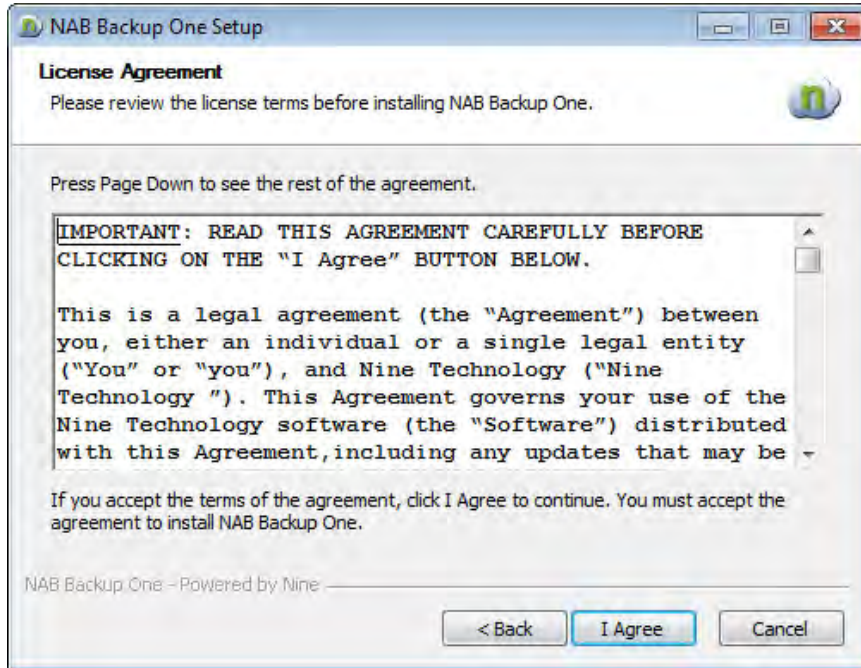 NAB Backup One Setup
License Agreement
Please review the license terms before installing NAB Backup One.
n
Press Page Down to see the rest of the agreement.
IMPORTANT: READ THIS AGREEMENT CAREFULLY BEFORE
CLICKING ON THE “I Agree” BUTTON BELOW.
This is a legal agreement (the “Agreement”) between
you, either an individual or a single legal entity
(“You” or “you”), and Nine Technology (“Nine
Technology ”). This Agreement governs your use of the
Nine Technology software (the “Software”) distributed
with this Agreement,including any updates that may be
If you accept the terms of the agreement, click I Agree to continue. You must accept the
agreement to install NAB Backup One.
NAB Backup One - Powered by Nine
< Back I Agree Cancel